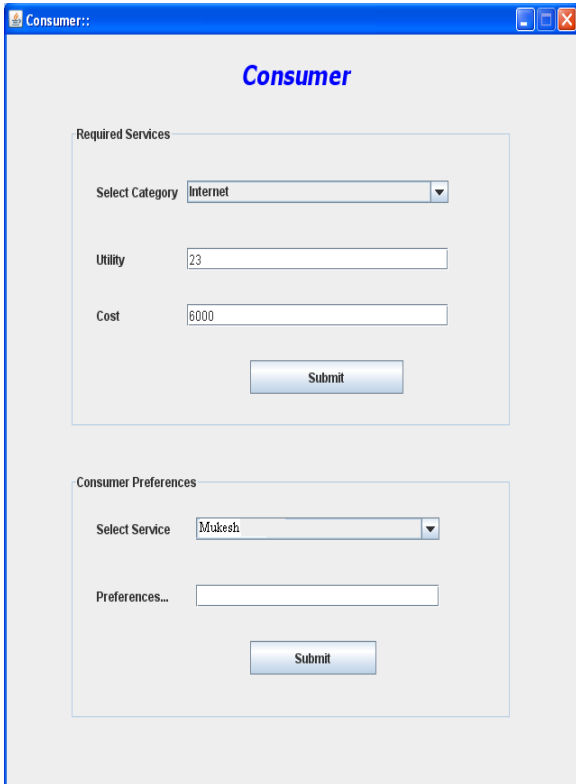 Consumer::
Consumer
Required Services
Select Category Internet
Utility 23
Cost 6000
Submit
Consumer Preferences
Select Service Mukesh
Preferences...
Submit